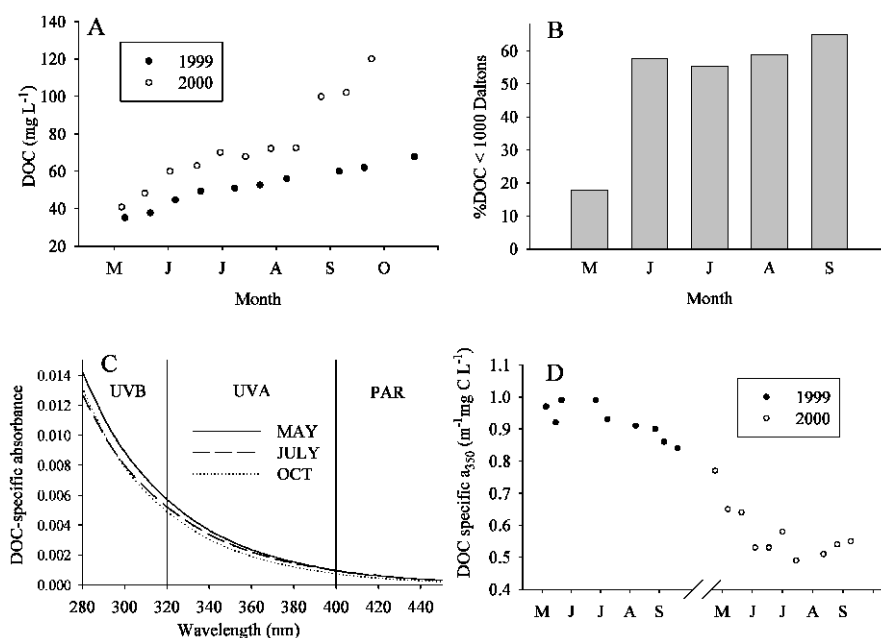 A
1999
2000
DOC (mg L⁻¹)
140
120
100
80
60
40
20
M J J A S O
Month
B
%DOC < 1000 Daltons
60
50
40
30
20
10
0
M J J A S
Month
C
UVB UVA PAR
MAY
JULY
OCT
DOC-specific absorbance
0.014
0.012
0.010
0.008
0.006
0.004
0.002
0.000
280 300 320 340 360 380 400 420 440
Wavelength (nm)
D
1999
2000
DOC specific a₃₅₀ (m⁻¹mg C L⁻¹)
1.1
1.0
0.9
0.8
0.7
0.6
0.5
0.4
M J J A S M J J A S